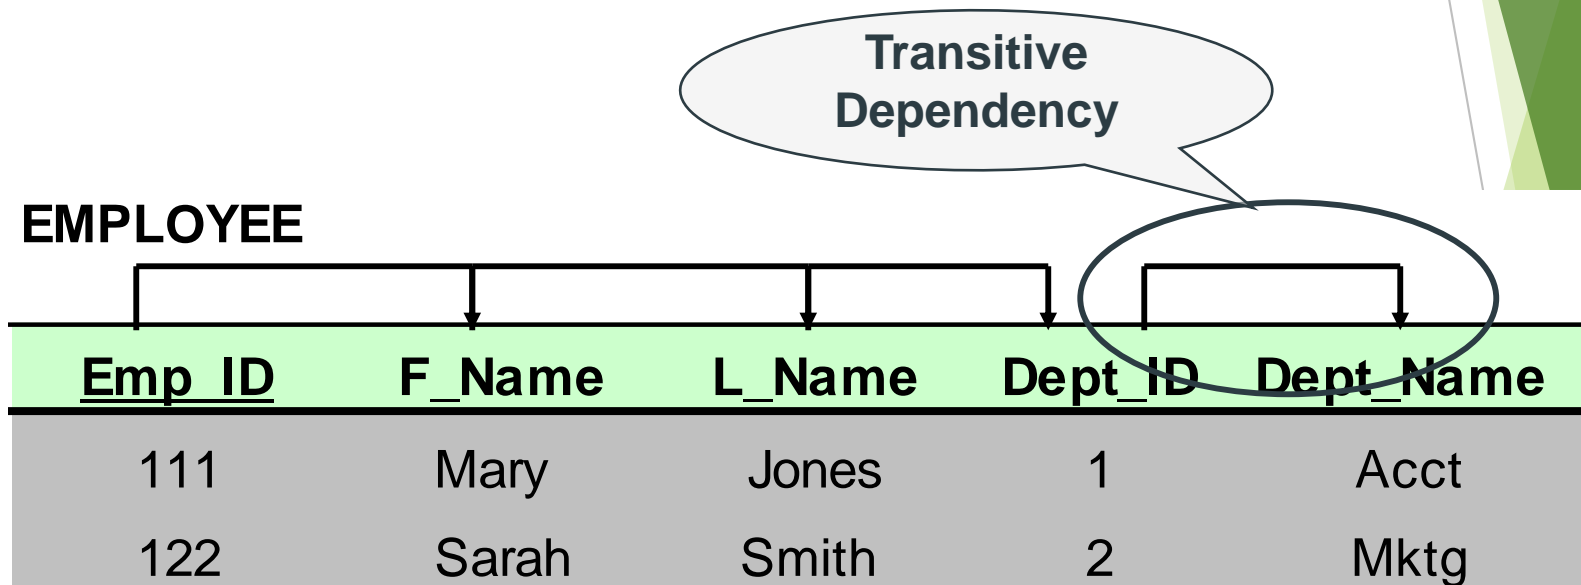 Transitive
Dependency
EMPLOYEE
Emp_ID F_Name L_Name Dept_ID Dept_Name
111 Mary Jones 1 Acct
122 Sarah Smith 2 Mktg